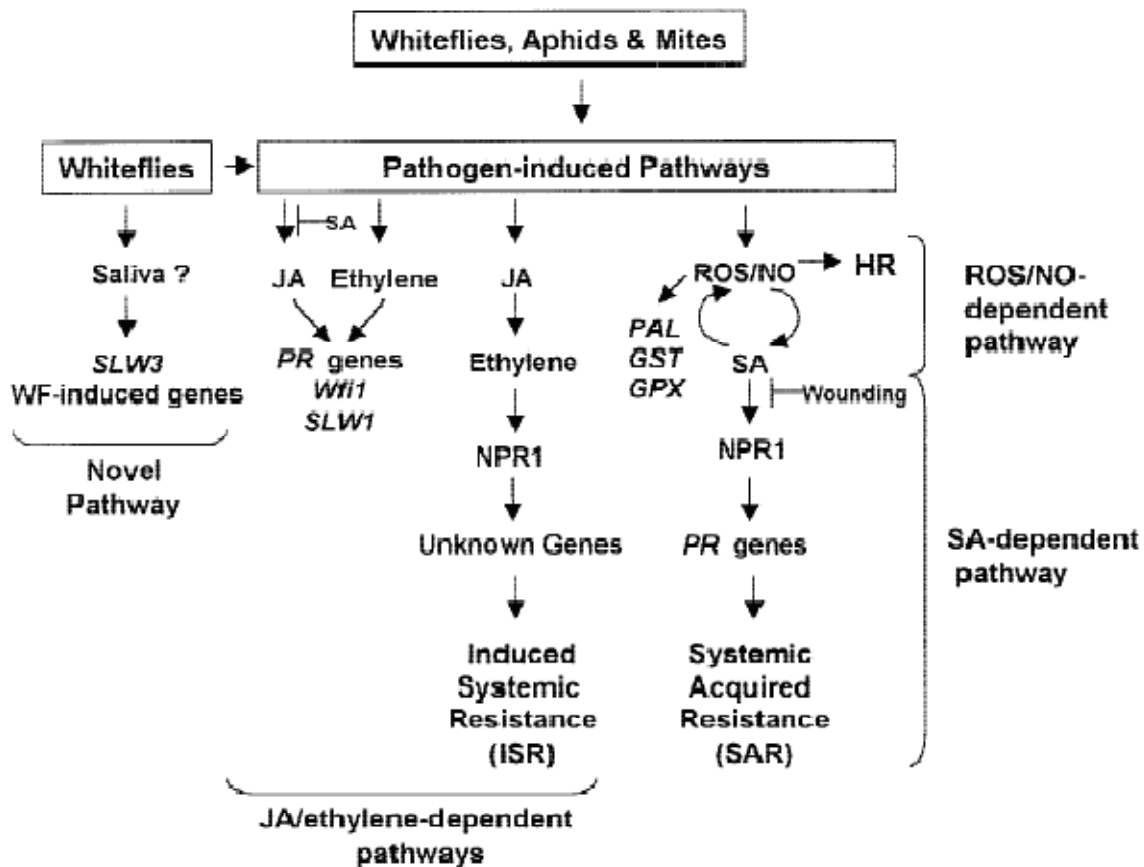 Whiteflies, Aphids & Mites
Whiteflies
Pathogen-induced Pathways
SA
Saliva ?
JA
Ethylene
JA
ROS/NO
HR
ROS/NO-
dependent
pathway
SLW3
WF-induced genes
PR genes
Wfi1
SLW1
Ethylene
PAL
GST
GPX
SA
Wounding
Novel
Pathway
NPR1
NPR1
Unknown Genes
PR genes
SA-dependent
pathway
Induced
Systemic
Resistance
(ISR)
Systemic
Acquired
Resistance
(SAR)
JA/ethylene-dependent
pathways